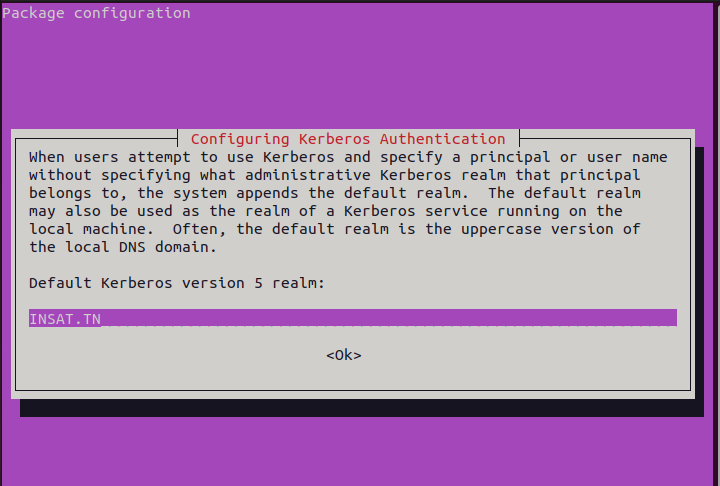 Package configuration
Configuring Kerberos Authentication
When users attempt to use Kerberos and specify a principal or user name
without specifying what administrative Kerberos realm that principal
belongs to, the system appends the default realm.  The default realm
may also be used as the realm of a Kerberos service running on the
local machine.  Often, the default realm is the uppercase version of
the local DNS domain.
Default Kerberos version 5 realm:
INSAT.TN
<Ok>